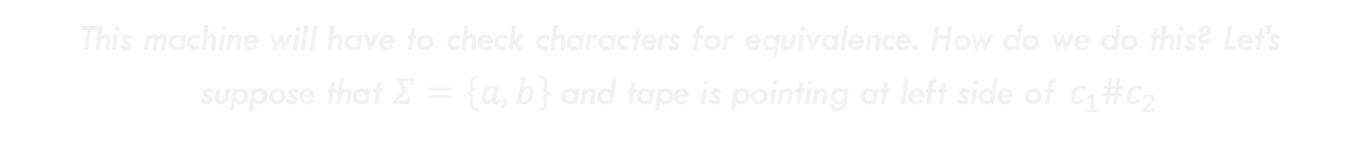 This machine will have to check characters for equivalence. How do we do this? Let's
suppose that Σ = {a, b} and tape is pointing at left side of c₁#c₂